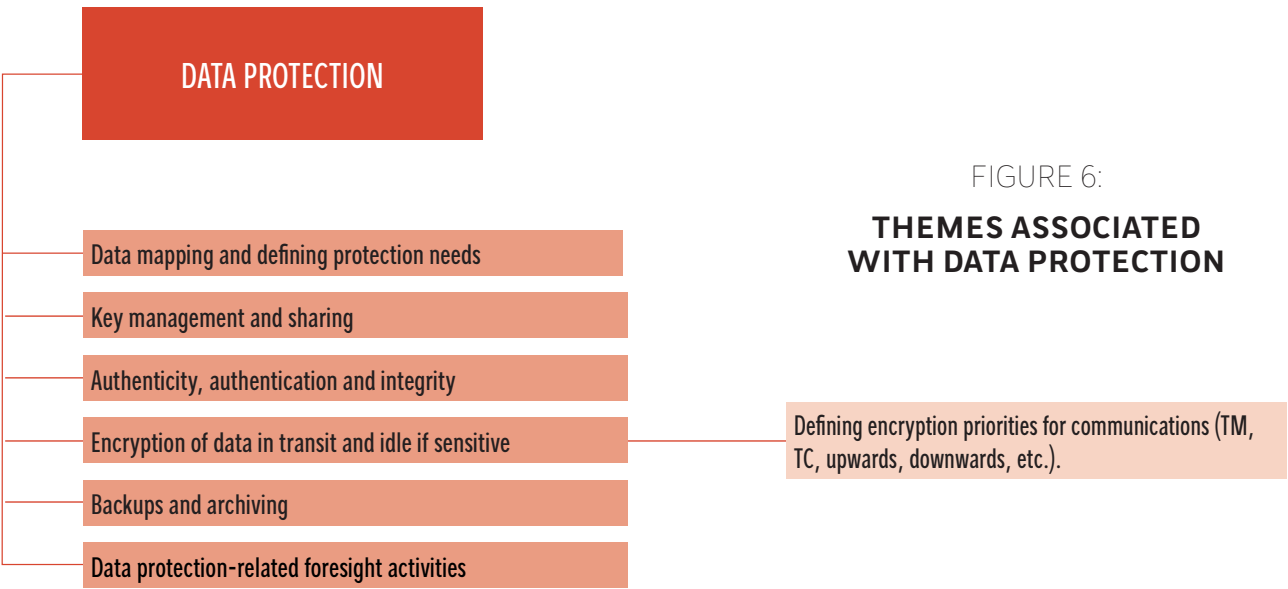 DATA PROTECTION
FIGURE 6:
THEMES ASSOCIATED
WITH DATA PROTECTION
Data mapping and defining protection needs
Key management and sharing
Authenticity, authentication and integrity
Encryption of data in transit and idle if sensitive
Defining encryption priorities for communications (TM,
TC, upwards, downwards, etc.).
Backups and archiving
Data protection-related foresight activities